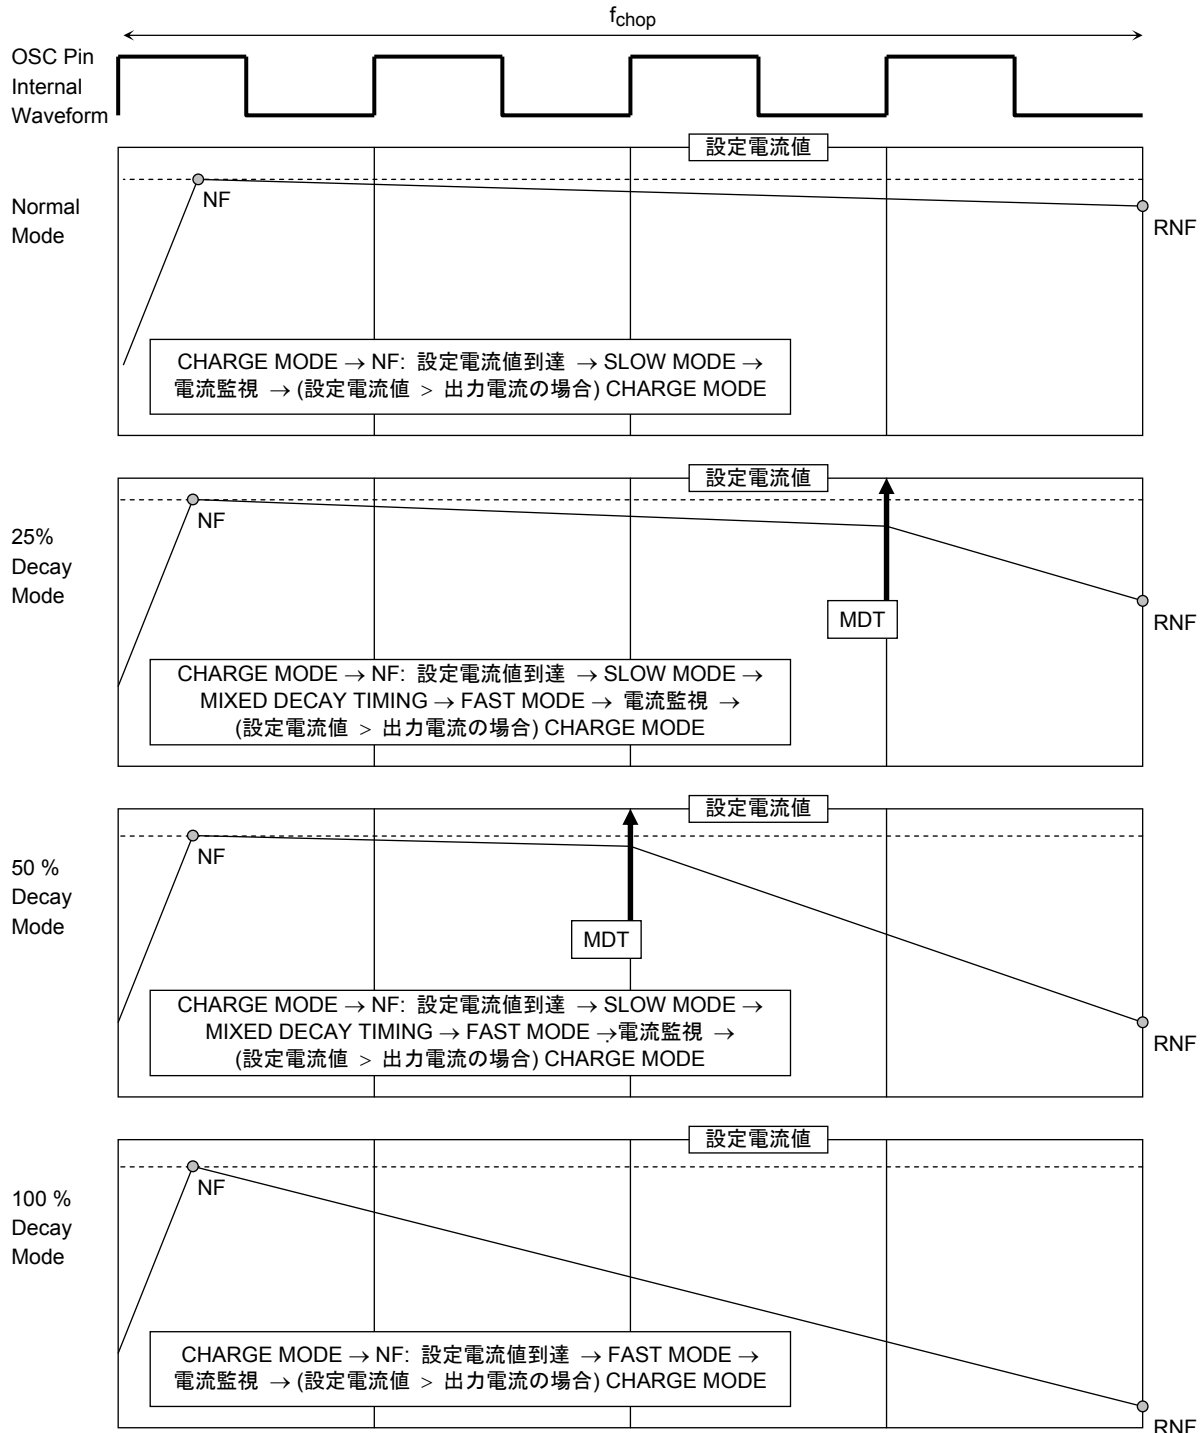 fchop
OSC Pin
Internal
Waveform
設定電流値
NF
Normal
Mode
RNF
CHARGE MODE → NF: 設定電流値到達 → SLOW MODE →
電流監視 → (設定電流値 > 出力電流の場合) CHARGE MODE
設定電流値
NF
25%
Decay
Mode
MDT
RNF
CHARGE MODE → NF: 設定電流値到達 → SLOW MODE →
MIXED DECAY TIMING → FAST MODE → 電流監視 →
(設定電流値 > 出力電流の場合) CHARGE MODE
設定電流値
NF
50 %
Decay
Mode
MDT
CHARGE MODE → NF: 設定電流値到達 → SLOW MODE →
MIXED DECAY TIMING → FAST MODE →電流監視 →
(設定電流値 > 出力電流の場合) CHARGE MODE
RNF
設定電流値
NF
100 %
Decay
Mode
CHARGE MODE → NF: 設定電流値到達 → FAST MODE →
電流監視 → (設定電流値 > 出力電流の場合) CHARGE MODE
RNF